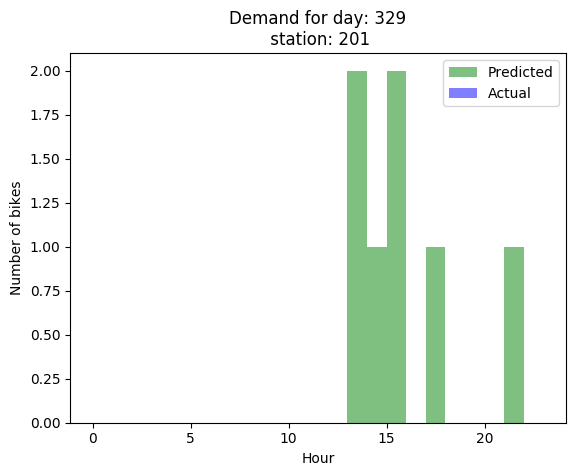 Demand for day: 329
station: 201
Predicted
Actual
2.00
1.75
1.50
1.25
1.00
0.75
0.50
0.25
0.00
Number of bikes
0 5 10 15 20
Hour